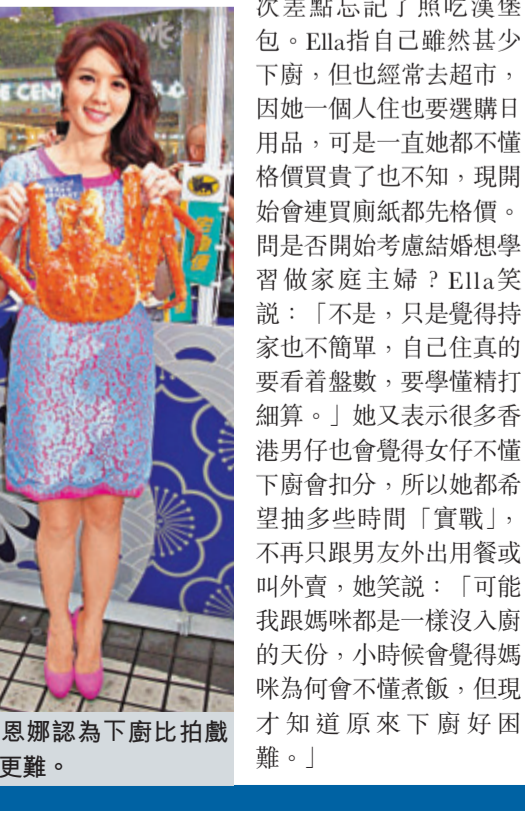 次差點忘記了照吃漢堡
包。Ella指自己雖然甚少
下廚，但也經常去超市，
因她一個人住也要選購日
用品，可是一直她都不懂
格價買貴了也不知，現開
始會連買廁紙都先格價。
問是否開始考慮結婚想學
習做家庭主婦？Ella笑
説：「不是，只是覺得持
家也不簡單，自己住真的
要看着盤數，要學懂精打
細算。」她又表示很多香
港男仔也會覺得女仔不懂
下廚會扣分，所以她都希
望抽多些時間「實戰」，
不再只跟男友外出用餐或
叫外賣，她笑説：「可能
我跟媽咪都是一樣沒入廚
的天份，小時候會覺得媽
咪為何會不懂煮飯，但現
才知道原來下廚好困
難。」
恩娜認為下廚比拍戲
更難。
wtc
E CEN